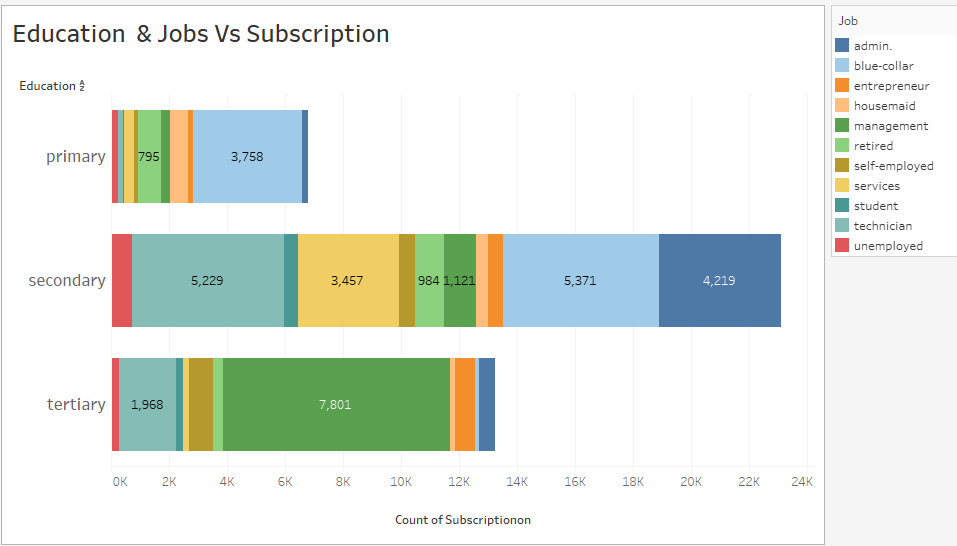 Education & Jobs Vs Subscription
Education
primary
795
3,758
secondary
5,229
3,457
984
1,121
5,371
4,219
tertiary
1,968
7,801
0K 2K 4K 6K 8K 10K 12K 14K 16K 18K 20K 22K 24K
Count of Subscriptionon
Job
admin.
blue-collar
entrepreneur
housemaid
management
retired
self-employed
services
student
technician
unemployed